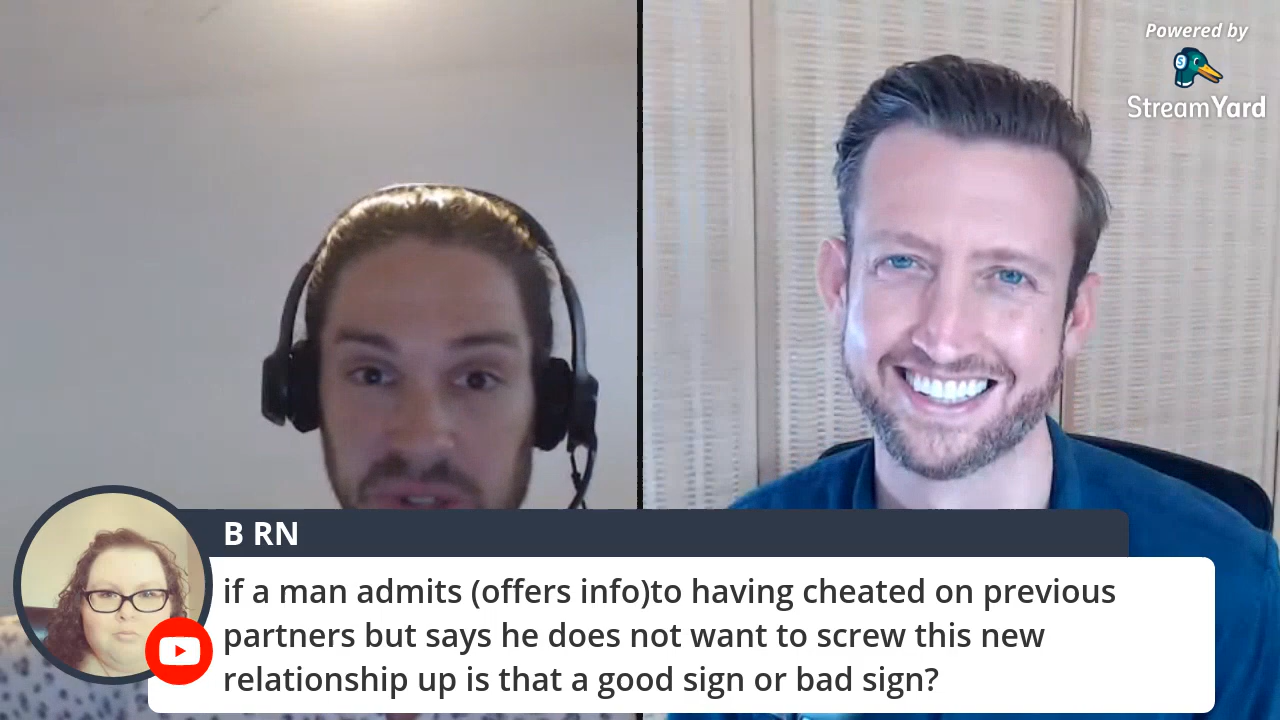 Powered by
StreamYard
B RN
if a man admits (offers info)to having cheated on previous
partners but says he does not want to screw this new
relationship up is that a good sign or bad sign?